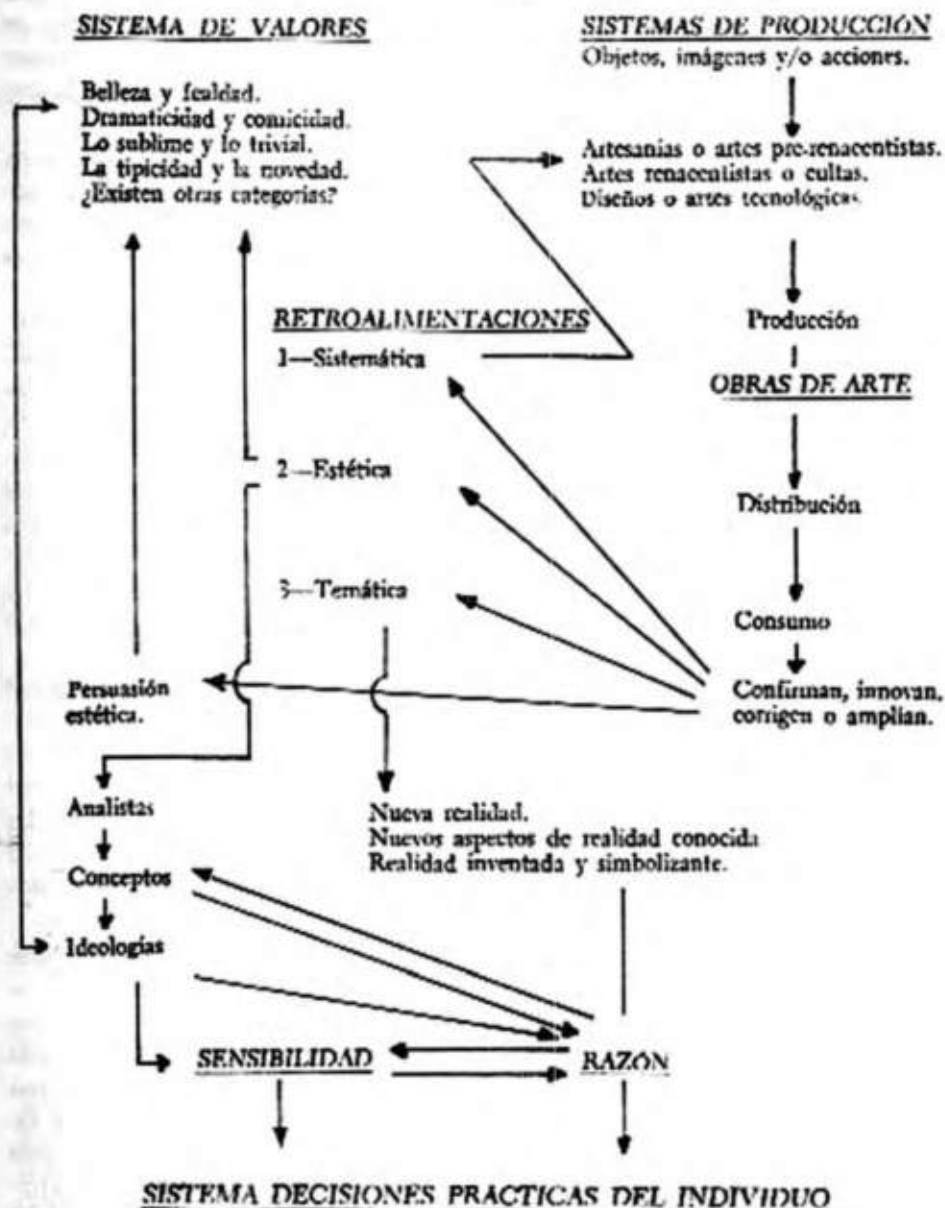 SISTEMA DE VALORES
Belleza y fealdad.
Dramaticidad y comicidad.
Lo sublime y lo trivial.
La tipicidad y la novedad.
¿Existen otras categorías?
SISTEMAS DE PRODUCCIÓN
Objetos, imágenes y/o acciones.
Artesanías o artes pre-renacentistas.
Artes renacentistas o cultas.
Diseños o artes tecnológicas.
RETROALIMENTACIONES
1—Sistemática
2—Estética
3—Temática
Producción
OBRAS DE ARTE
Distribución
Consumo
Confirman, innovan,
corrigen o amplían.
Persuasión
estética.
Analistas
Conceptos
Ideologías
Nueva realidad.
Nuevos aspectos de realidad conocida
Realidad inventada y simbolizante.
SENSIBILIDAD
RAZÓN
SISTEMA DECISIONES PRACTICAS DEL INDIVIDUO